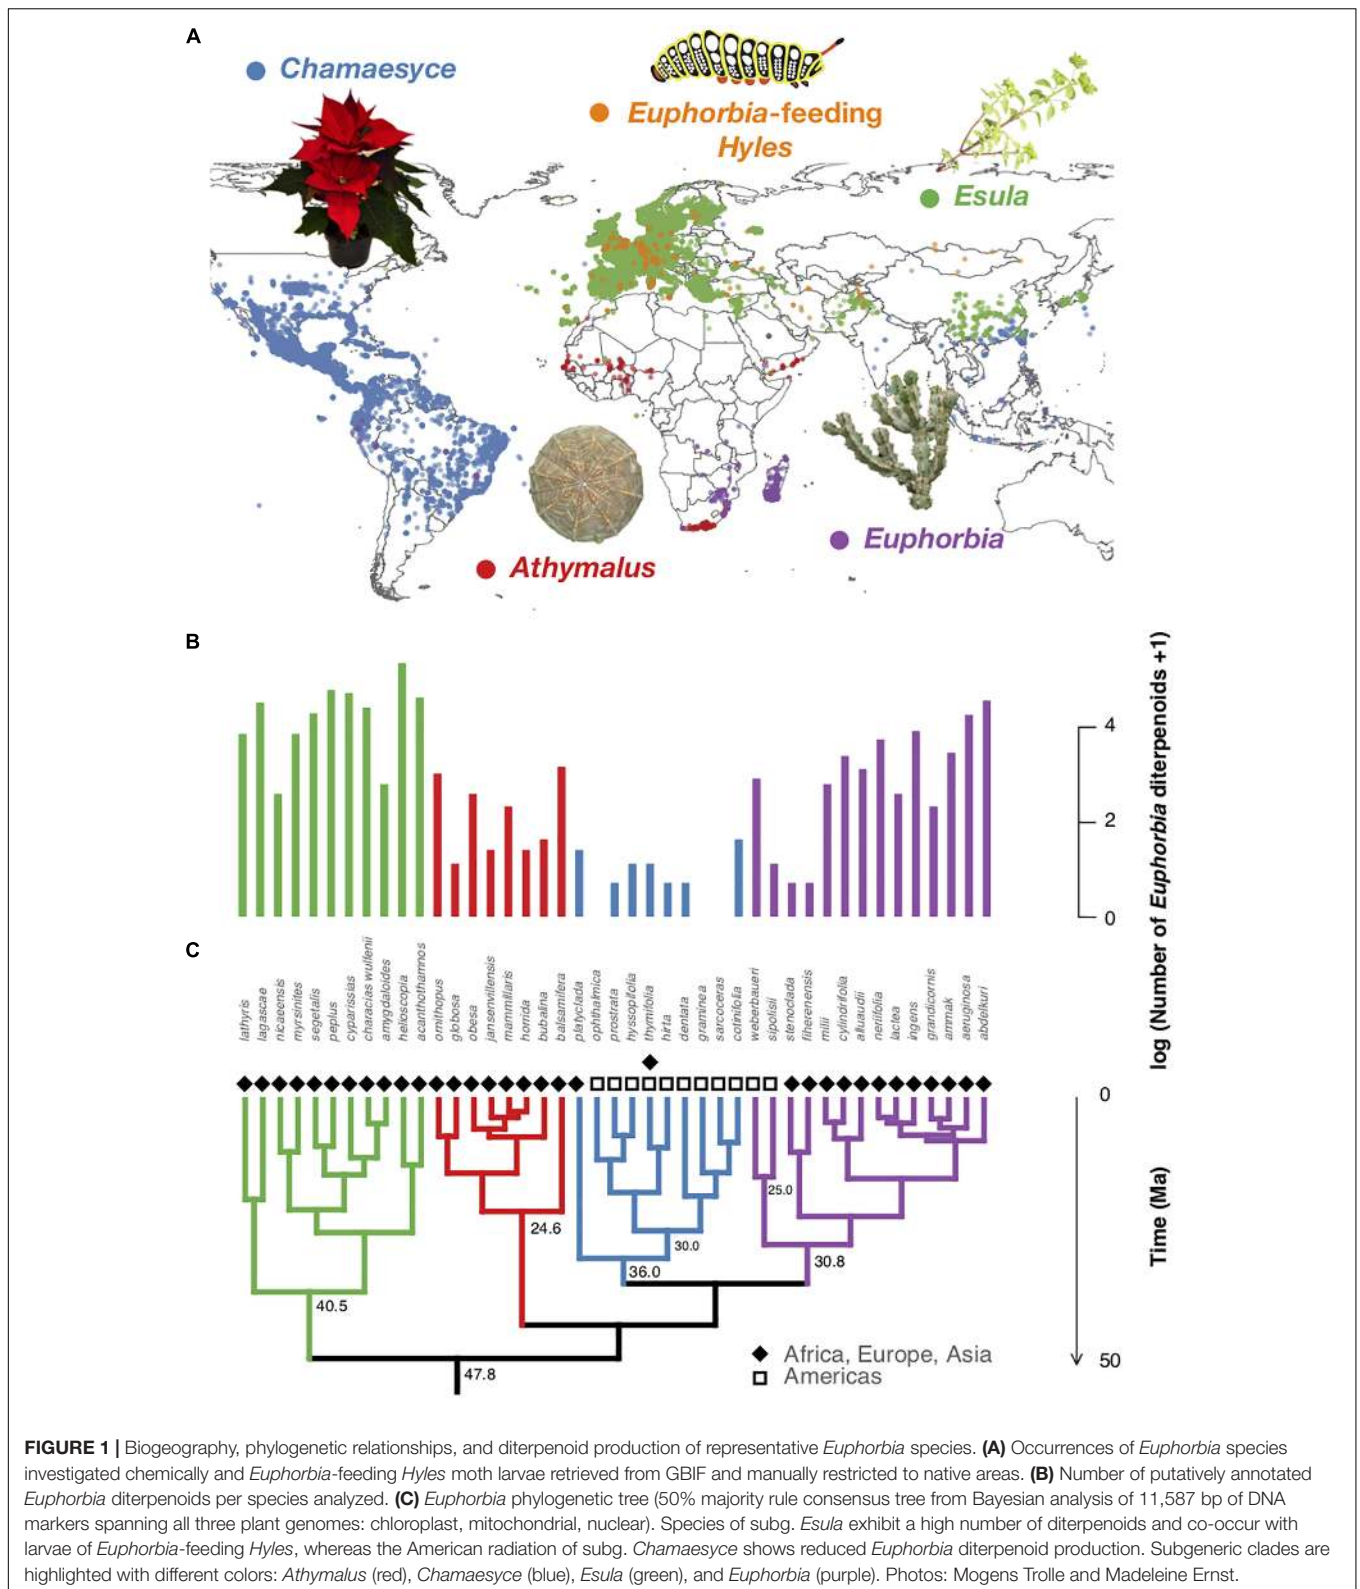 A
Chamaesyce
Euphorbia-feeding
Hyles
Esula
Athymalus
Euphorbia
B
log (Number of Euphorbia diterpenoids +1)
4
2
0
C
lathyris
lagascae
nicaeensis
myrsinites
segetalis
peplus
cyparissias
characias wulfenii
amygdaloides
helioscopia
acanthothamnos
ornithopus
globosa
obesa
jansenvillensis
mammillaris
horrida
bubalina
balsamifera
platyclada
ophthalmica
prostrata
hyssopifolia
thymifolia
hirta
dentata
graminea
sarcoceras
cotinifolia
weberbaueri
sipolisii
stenoclada
fiherenensis
milii
cylindrifolia
alluaudii
neriifolia
lactea
ingens
grandicornis
ammak
aeruginosa
abdelkuri
0
Time (Ma)
50
25.0
24.6
30.0
36.0
30.8
40.5
47.8
Africa, Europe, Asia
Americas
FIGURE 1 | Biogeography, phylogenetic relationships, and diterpenoid production of representative Euphorbia species. (A) Occurrences of Euphorbia species
investigated chemically and Euphorbia-feeding Hyles moth larvae retrieved from GBIF and manually restricted to native areas. (B) Number of putatively annotated
Euphorbia diterpenoids per species analyzed. (C) Euphorbia phylogenetic tree (50% majority rule consensus tree from Bayesian analysis of 11,587 bp of DNA
markers spanning all three plant genomes: chloroplast, mitochondrial, nuclear). Species of subg. Esula exhibit a high number of diterpenoids and co-occur with
larvae of Euphorbia-feeding Hyles, whereas the American radiation of subg. Chamaesyce shows reduced Euphorbia diterpenoid production. Subgeneric clades are
highlighted with different colors: Athymalus (red), Chamaesyce (blue), Esula (green), and Euphorbia (purple). Photos: Mogens Trolle and Madeleine Ernst.